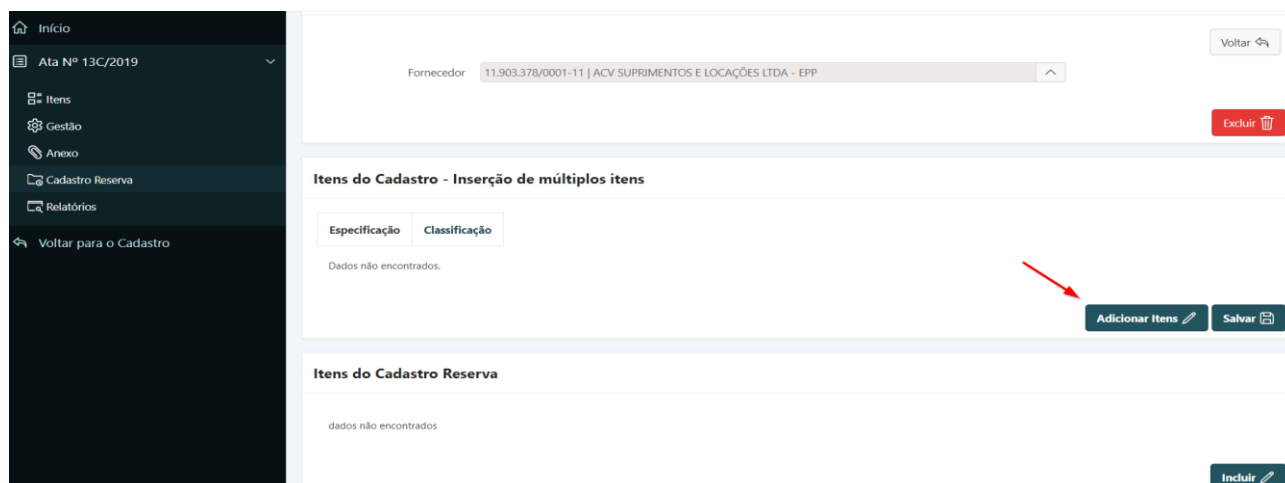 Início
Ata Nº 13C/2019
Itens
Gestão
Anexo
Cadastro Reserva
Relatórios
Voltar para o Cadastro
Voltar
Fornecedor 11.903.378/0001-11 | ACV SUPRIMENTOS E LOCAÇÕES LTDA - EPP
Excluir
Itens do Cadastro - Inserção de múltiplos itens
Especificação Classificação
Dados não encontrados.
Adicionar Itens Salvar
Itens do Cadastro Reserva
dados não encontrados
Incluir